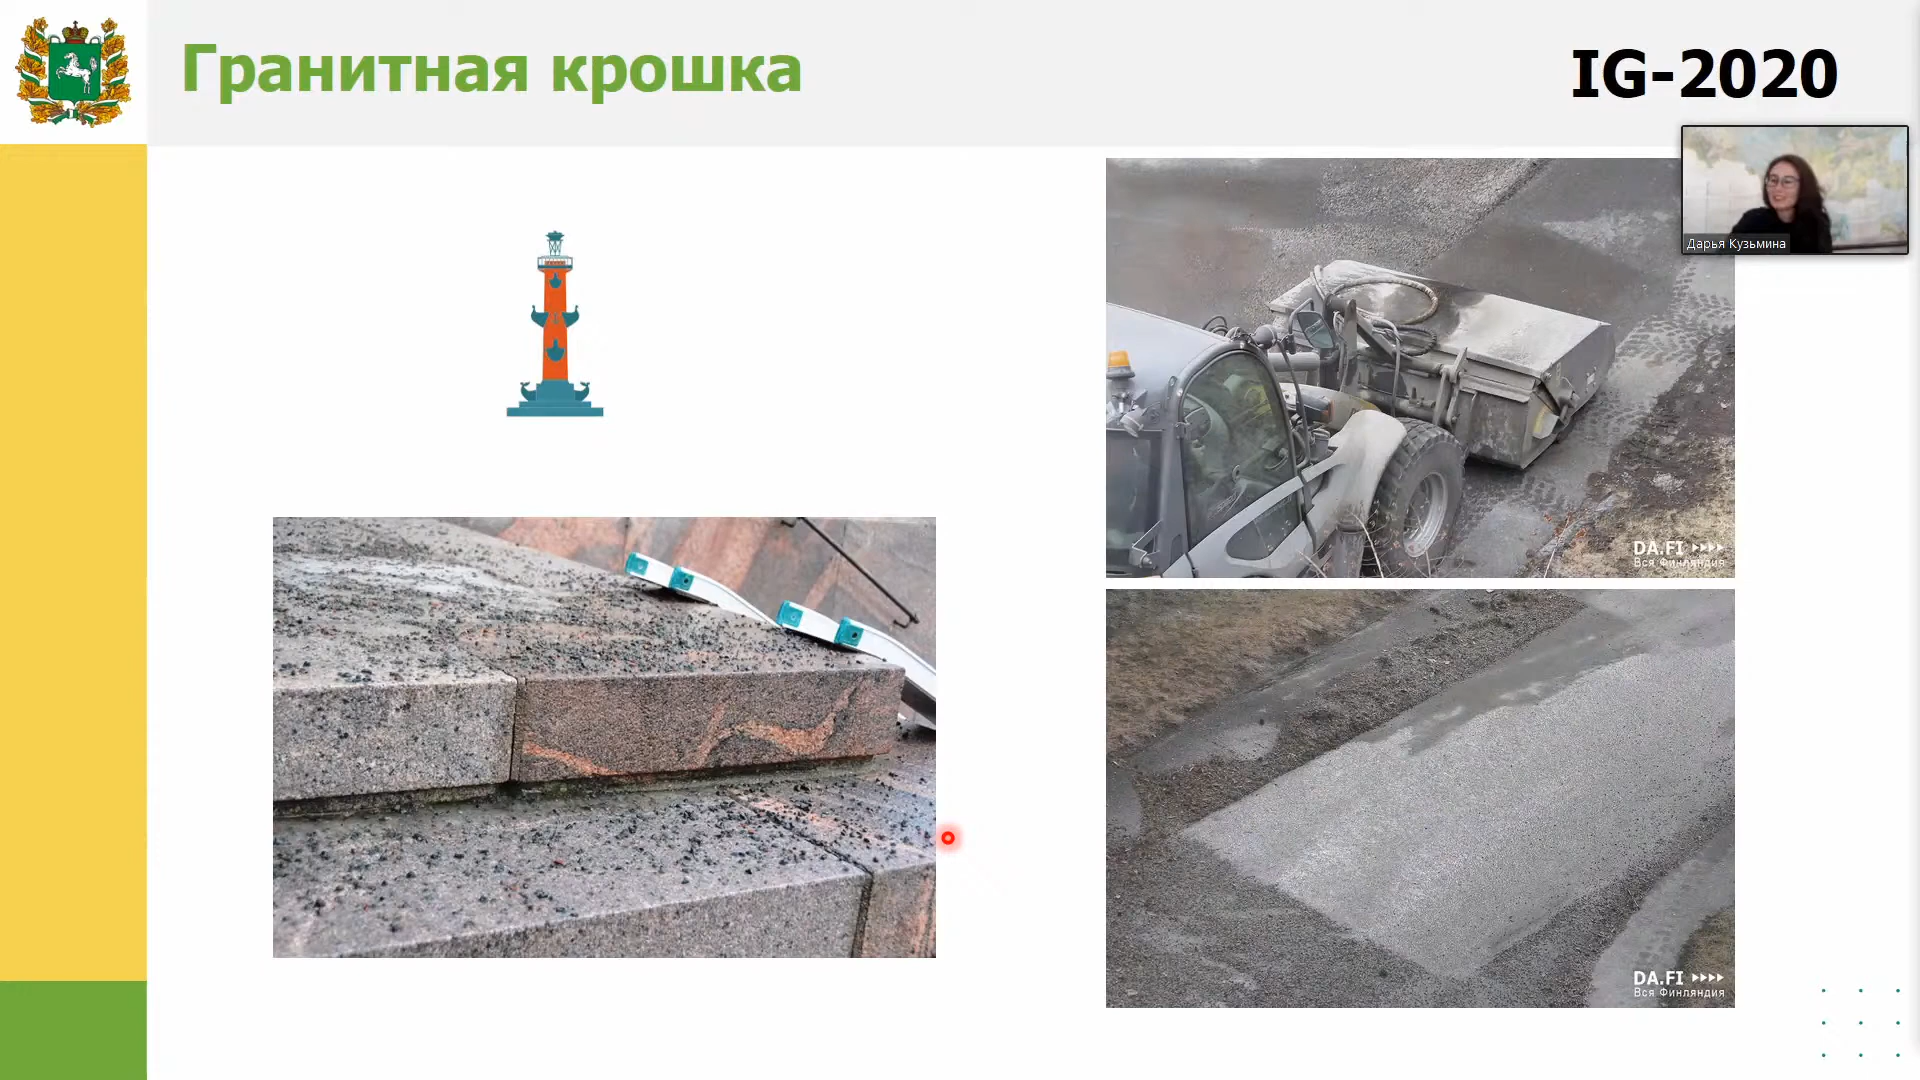 Гранитная крошка
IG-2020
Дарья Кузьмина
DA.FI
Вся Финляндия
DA.FI
Вся Финляндия